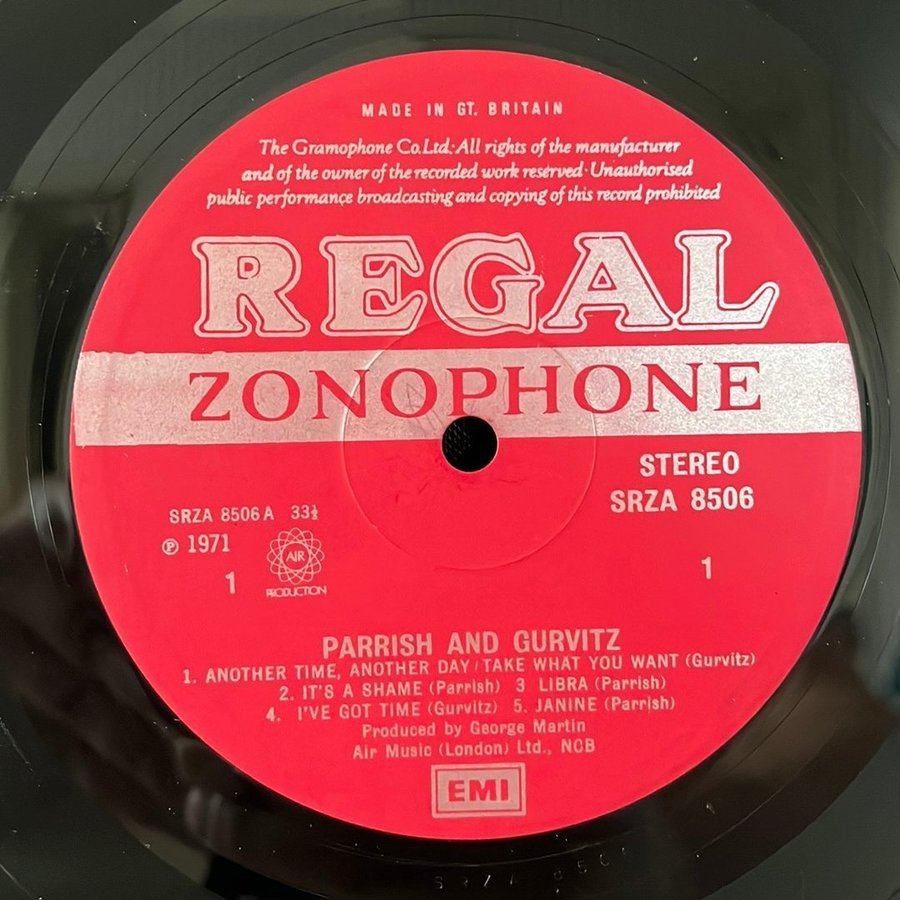 MADE IN GT. BRITAIN
The Gramophone Co.Ltd·All rights of the manufacturer
and of the owner of the recorded work reserved·Unauthorised
public performance broadcasting and copying of this record prohibited
REGAL
ZONOPHONE
STEREO
SRZA 8506
SRZA 8506 A 33⅓
Ⓟ 1971
1
AIR
PRODUCTION
1
PARRISH AND GURVITZ
1. ANOTHER TIME, ANOTHER DAY/TAKE WHAT YOU WANT (Gurvitz)
2. IT'S A SHAME (Parrish) 3 LIBRA (Parrish)
4. I'VE GOT TIME (Gurvitz) 5. JANINE (Parrish)
Produced by George Martin
Air Music (London) Ltd., NCB
EMI